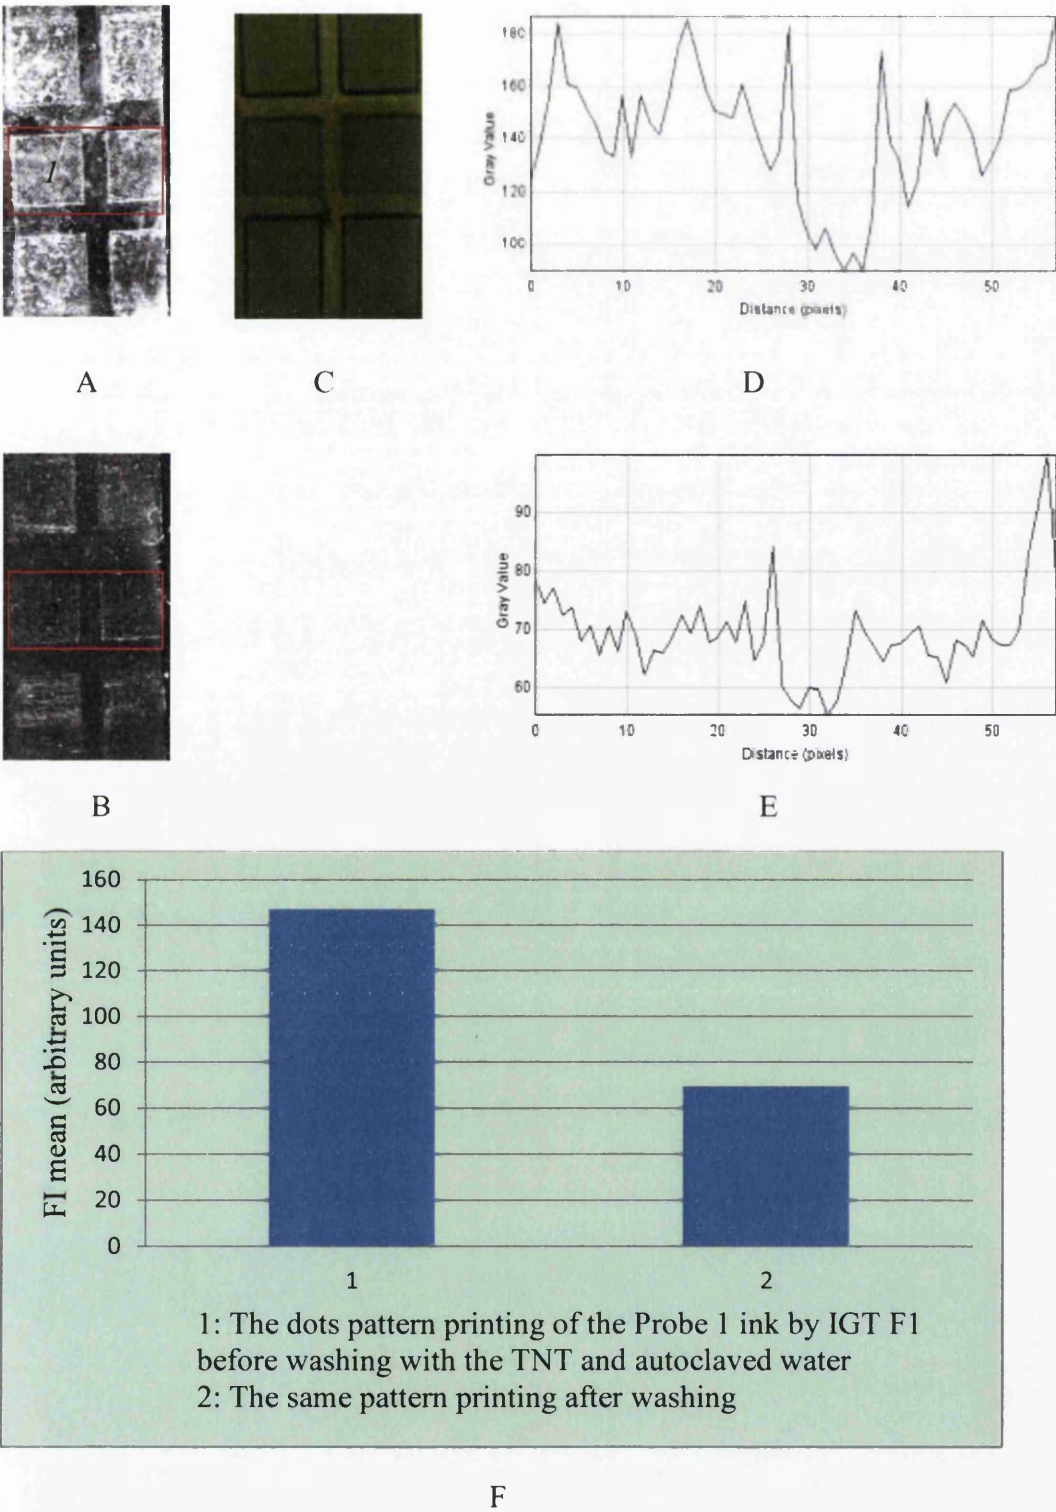 1
A
C
Gray Value
180
160
140
120
100
0 10 20 30 40 50
Distance (pixels)
D
B
Gray Value
90
80
70
60
0 10 20 30 40 50
Distance (pixels)
E
FI mean (arbitrary units)
160
140
120
100
80
60
40
20
0
1 2
1: The dots pattern printing of the Probe 1 ink by IGT F1
before washing with the TNT and autoclaved water
2: The same pattern printing after washing
F